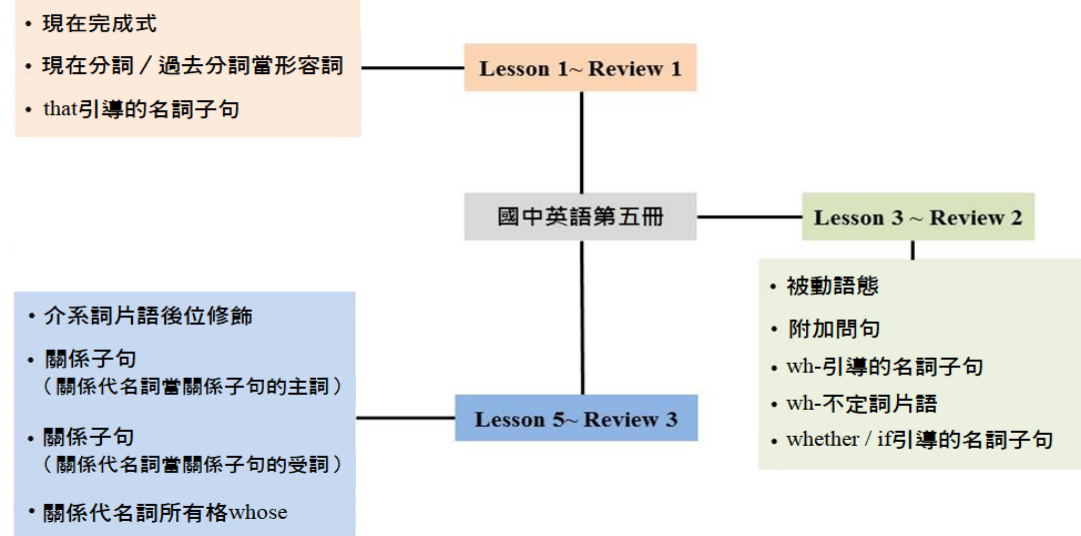 • 現在完成式
• 現在分詞／過去分詞當形容詞
• that引導的名詞子句
Lesson 1~ Review 1
國中英語第五冊
Lesson 3 ~ Review 2
• 被動語態
• 附加問句
• wh-引導的名詞子句
• wh-不定詞片語
• whether / if引導的名詞子句
Lesson 5~ Review 3
• 介系詞片語後位修飾
• 關係子句
（關係代名詞當關係子句的主詞）
• 關係子句
（關係代名詞當關係子句的受詞）
• 關係代名詞所有格whose